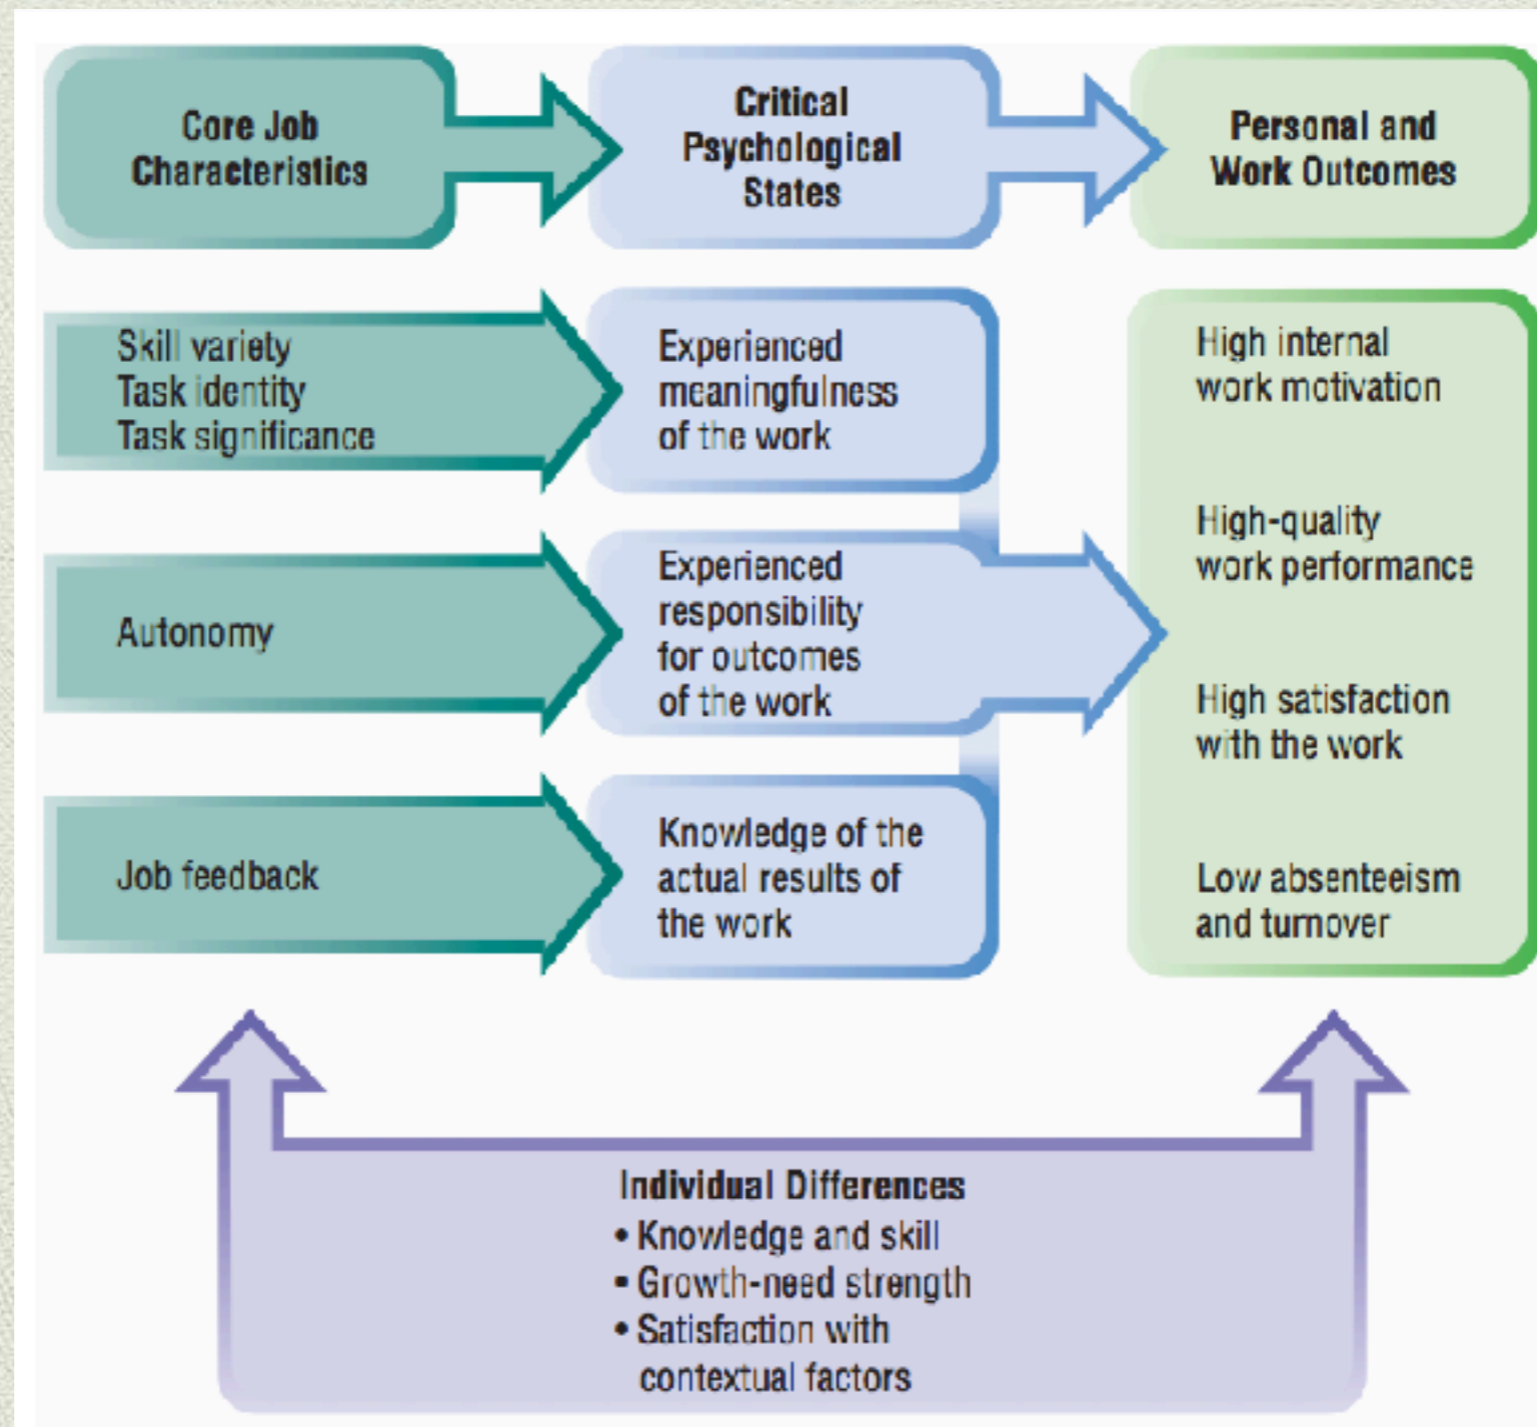 Core Job
Characteristics
Critical
Psychological
States
Personal and
Work Outcomes
Skill variety
Task identity
Task significance
Experienced
meaningfulness
of the work
Autonomy
Experienced
responsibility
for outcomes
of the work
Job feedback
Knowledge of the
actual results of
the work
High internal
work motivation
High-quality
work performance
High satisfaction
with the work
Low absenteeism
and turnover
Individual Differences
• Knowledge and skill
• Growth-need strength
• Satisfaction with
contextual factors